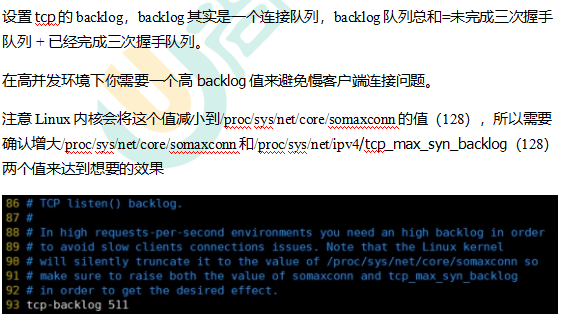 设置 tcp 的 backlog，backlog 其实是一个连接队列，backlog 队列总和=未完成三次握手
队列 + 已经完成三次握手队列。
在高并发环境下你需要一个高 backlog 值来避免慢客户端连接问题。
注意 Linux 内核会将这个值减小到/proc/sys/net/core/somaxconn 的值（128），所以需要
确认增大/proc/sys/net/core/somaxconn 和/proc/sys/net/ipv4/tcp_max_syn_backlog（128）
两个值来达到想要的效果
86 # TCP listen() backlog.
87 #
88 # In high requests-per-second environments you need an high backlog in order
89 # to avoid slow clients connections issues. Note that the Linux kernel
90 # will silently truncate it to the value of /proc/sys/net/core/somaxconn so
91 # make sure to raise both the value of somaxconn and tcp_max_syn_backlog
92 # in order to get the desired effect.
93 tcp-backlog 511